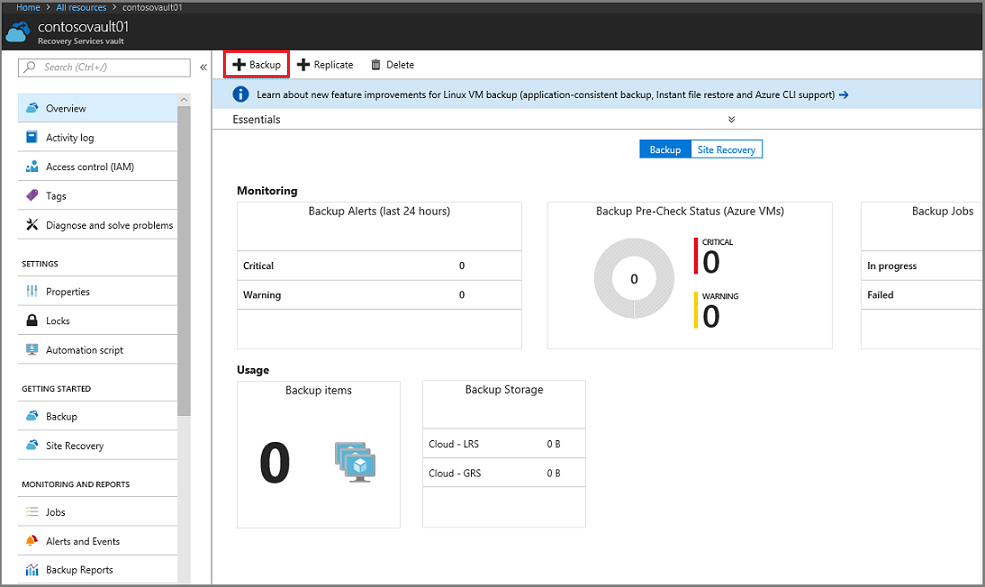 Home > All resources > contosovault01
contosovault01
Recovery Services vault
Search (Ctrl+/)
Overview
Activity log
Access control (IAM)
Tags
Diagnose and solve problems
SETTINGS
Properties
Locks
Automation script
GETTING STARTED
Backup
Site Recovery
MONITORING AND REPORTS
Jobs
Alerts and Events
Backup Reports
Backup Replicate Delete
Learn about new feature improvements for Linux VM backup (application-consistent backup, Instant file restore and Azure CLI support) →
Essentials
Backup Site Recovery
Monitoring
Backup Alerts (last 24 hours)
Critical 0
Warning 0
Backup Pre-Check Status (Azure VMs)
0
CRITICAL
0
WARNING
0
Backup Jobs
In progress
Failed
Usage
Backup items
0
Backup Storage
Cloud - LRS 0 B
Cloud - GRS 0 B